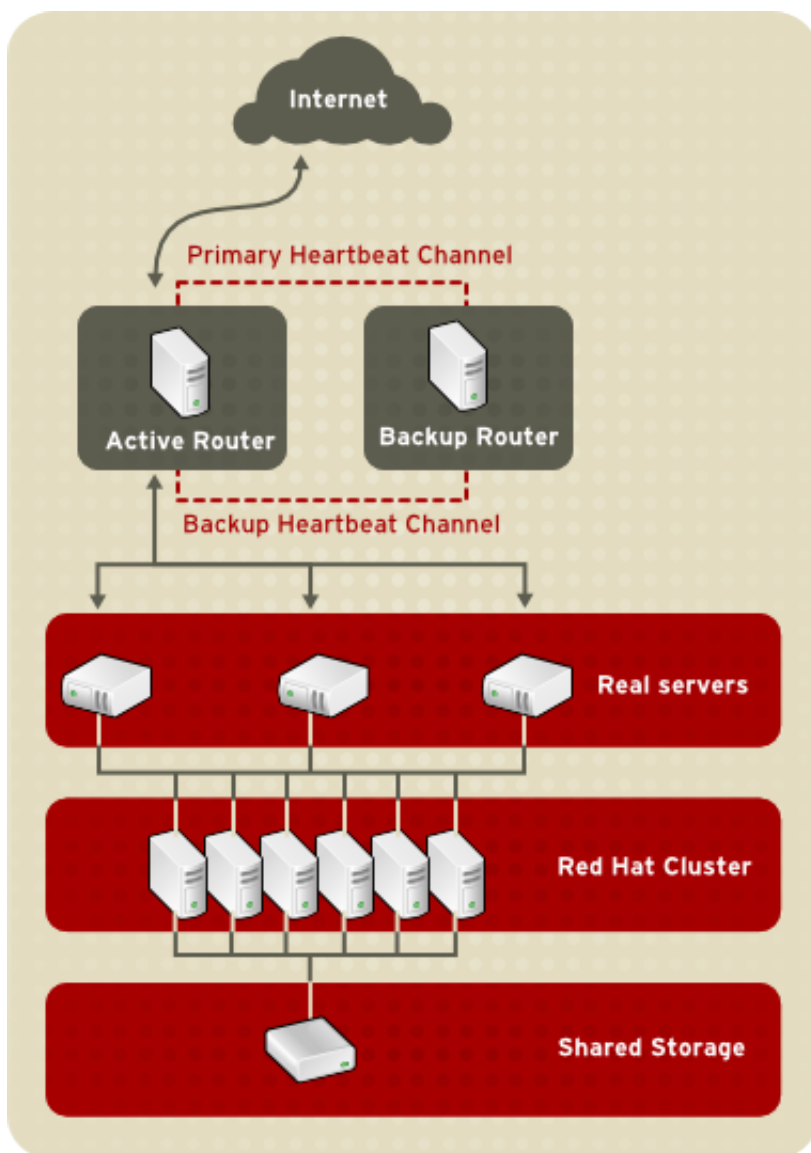 Internet
Primary Heartbeat Channel
Active Router
Backup Router
Backup Heartbeat Channel
Real servers
Red Hat Cluster
Shared Storage